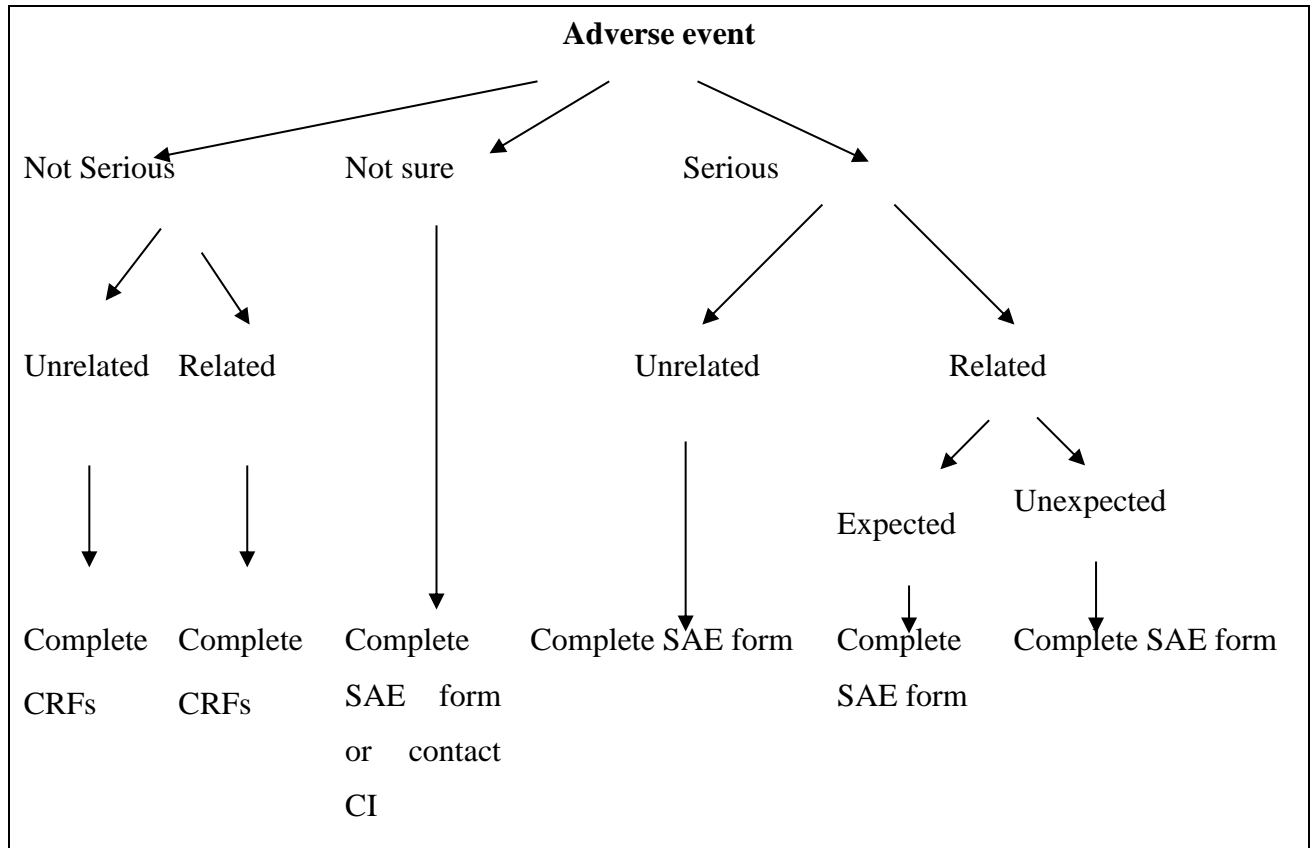 Adverse event
Not Serious
Not sure
Serious
Unrelated
Related
Unrelated
Related
Expected
Unexpected
Complete
CRFs
Complete
CRFs
Complete
SAE form
or contact
CI
Complete SAE form
Complete
SAE form
Complete SAE form